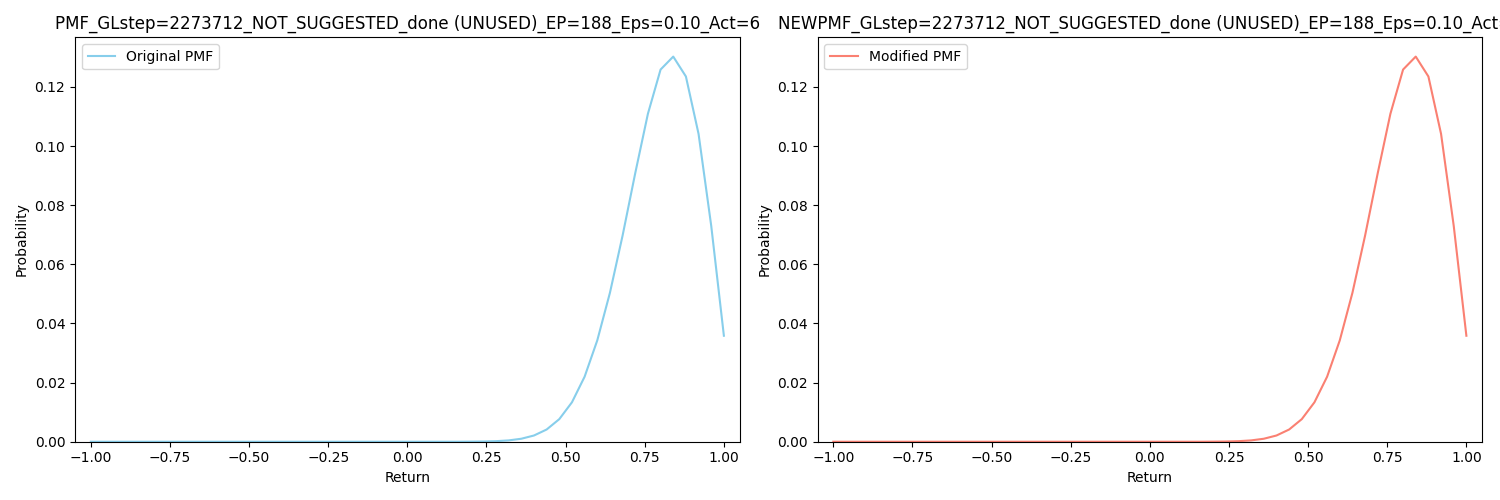 PMF_GLstep=2273712_NOT_SUGGESTED_done (UNUSED)_EP=188_Eps=0.10_Act=6
Original PMF
Probability
0.12
0.10
0.08
0.06
0.04
0.02
0.00
−1.00 −0.75 −0.50 −0.25 0.00 0.25 0.50 0.75 1.00
Return
NEWPMF_GLstep=2273712_NOT_SUGGESTED_done (UNUSED)_EP=188_Eps=0.10_Act
Modified PMF
Probability
0.12
0.10
0.08
0.06
0.04
0.02
0.00
−1.00 −0.75 −0.50 −0.25 0.00 0.25 0.50 0.75 1.00
Return